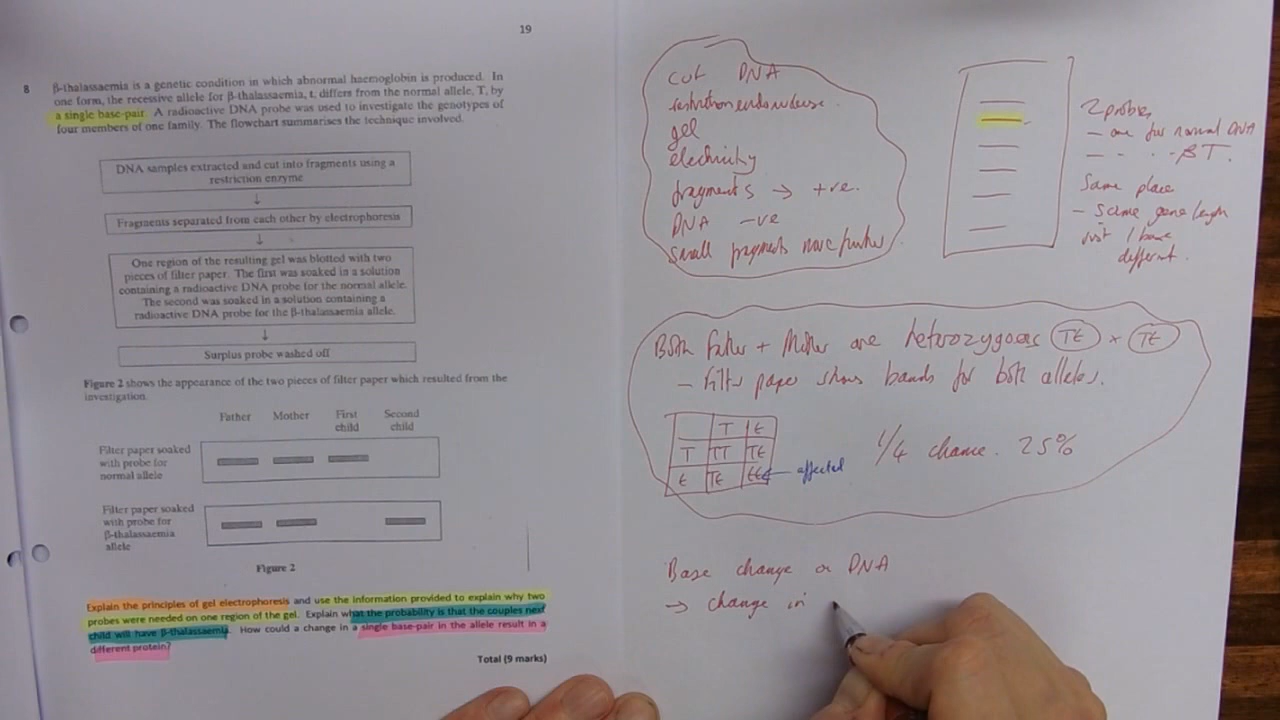 19
8 β-thalassaemia is a genetic condition in which abnormal haemoglobin is produced. In
one form, the recessive allele for β-thalassaemia, t, differs from the normal allele, T, by
a single base-pair. A radioactive DNA probe was used to investigate the genotypes of
four members of one family. The flowchart summarises the technique involved.
DNA samples extracted and cut into fragments using a
restriction enzyme
↓
Fragments separated from each other by electrophoresis
↓
One region of the resulting gel was blotted with two
pieces of filter paper. The first was soaked in a solution
containing a radioactive DNA probe for the normal allele.
The second was soaked in a solution containing a
radioactive DNA probe for the β-thalassaemia allele.
↓
Surplus probe washed off
Figure 2 shows the appearance of the two pieces of filter paper which resulted from the
investigation.
Father Mother First Second
child child
Filter paper soaked
with probe for
normal allele
Filter paper soaked
with probe for
β-thalassaemia
allele
Figure 2
Explain the principles of gel electrophoresis and use the information provided to explain why two
probes were needed on one region of the gel. Explain what the probability is that the couples next
child will have β-thalassaemia. How could a change in a single base-pair in the allele result in a
different protein?
Total (9 marks)
cut DNA
restriction endonuclease.
gel
electricity
fragments → +ve.
DNA -ve
Small fragments move further
2 probes
- one for normal DNA
- - . . βT.
Same place
- same gene length
just 1 base
different.
Both Father + Mother are heterozygous Tt × Tt
- filter paper shows bands for both alleles.
T t
T TT Tt
t Tt tt ← affected
1/4 chance. 25%
Base change on DNA
→ change in